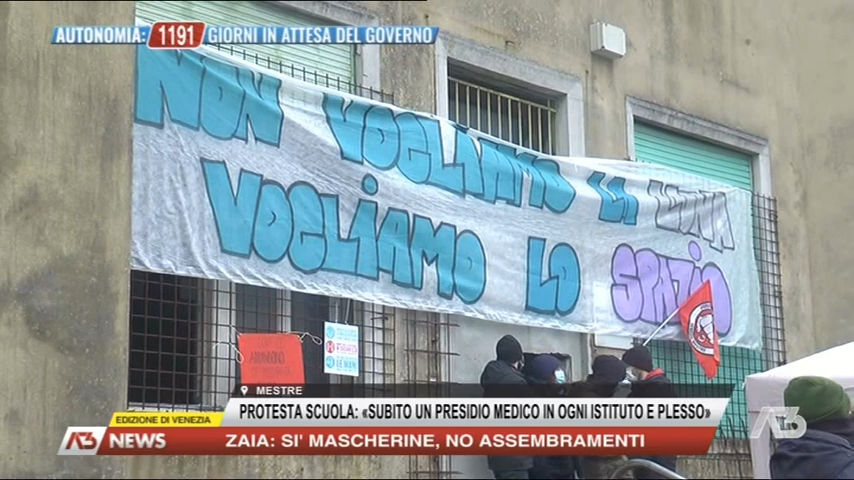 AUTONOMIA: 1191 GIORNI IN ATTESA DEL GOVERNO
NON VOGLIAMO LA LUNA
VOGLIAMO LO SPAZIO
MESTRE
EDIZIONE DI VENEZIA
PROTESTA SCUOLA: «SUBITO UN PRESIDIO MEDICO IN OGNI ISTITUTO E PLESSO»
A3 NEWS
ZAIA: SI' MASCHERINE, NO ASSEMBRAMENTI